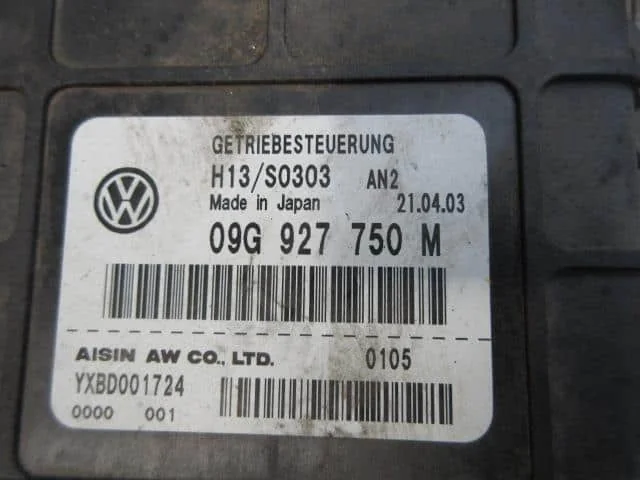 GETRIEBESTEUERUNG
H13/S0303 AN2
Made in Japan 21.04.03
09G 927 750 M
AISIN AW CO., LTD. 0105
YXBD001724
0000 001